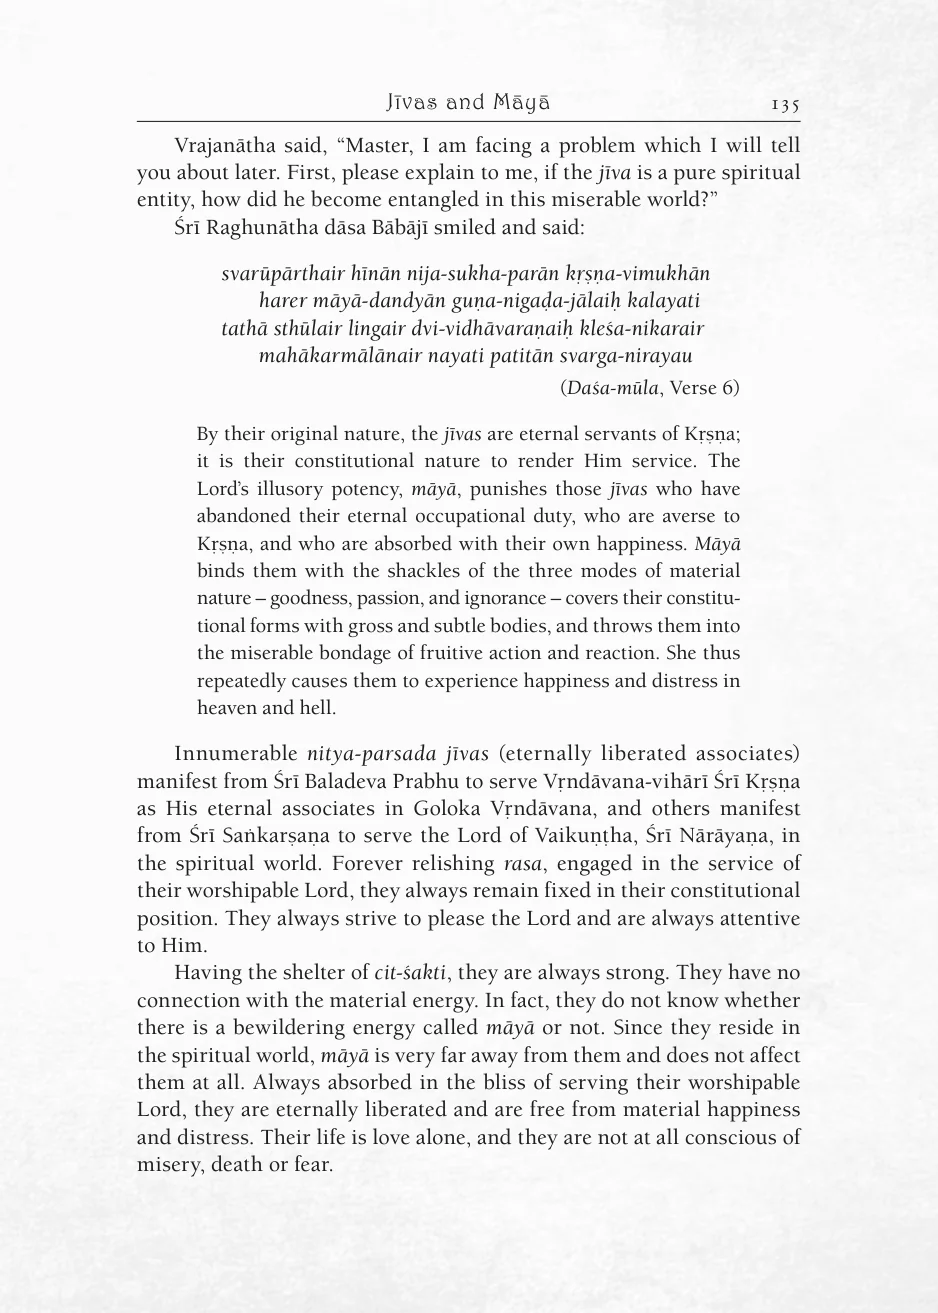 Jīvas and Māyā 135
Vrajanātha said, “Master, I am facing a problem which I will tell
you about later. First, please explain to me, if the jīva is a pure spiritual
entity, how did he become entangled in this miserable world?”
Śrī Raghunātha dāsa Bābājī smiled and said:
svarūpārthair hīnān nija-sukha-parān kṛṣṇa-vimukhān
harer māyā-dandyān guṇa-nigaḍa-jālaiḥ kalayati
tathā sthūlair lingair dvi-vidhāvaraṇaiḥ kleśa-nikarair
mahākarmālānair nayati patitān svarga-nirayau
(Daśa-mūla, Verse 6)
By their original nature, the jīvas are eternal servants of Kṛṣṇa;
it is their constitutional nature to render Him service. The
Lord’s illusory potency, māyā, punishes those jīvas who have
abandoned their eternal occupational duty, who are averse to
Kṛṣṇa, and who are absorbed with their own happiness. Māyā
binds them with the shackles of the three modes of material
nature – goodness, passion, and ignorance – covers their constitu-
tional forms with gross and subtle bodies, and throws them into
the miserable bondage of fruitive action and reaction. She thus
repeatedly causes them to experience happiness and distress in
heaven and hell.
Innumerable nitya-parsada jīvas (eternally liberated associates)
manifest from Śrī Baladeva Prabhu to serve Vṛndāvana-vihārī Śrī Kṛṣṇa
as His eternal associates in Goloka Vṛndāvana, and others manifest
from Śrī Saṅkarṣaṇa to serve the Lord of Vaikuṇṭha, Śrī Nārāyaṇa, in
the spiritual world. Forever relishing rasa, engaged in the service of
their worshipable Lord, they always remain fixed in their constitutional
position. They always strive to please the Lord and are always attentive
to Him.
Having the shelter of cit-śakti, they are always strong. They have no
connection with the material energy. In fact, they do not know whether
there is a bewildering energy called māyā or not. Since they reside in
the spiritual world, māyā is very far away from them and does not affect
them at all. Always absorbed in the bliss of serving their worshipable
Lord, they are eternally liberated and are free from material happiness
and distress. Their life is love alone, and they are not at all conscious of
misery, death or fear.